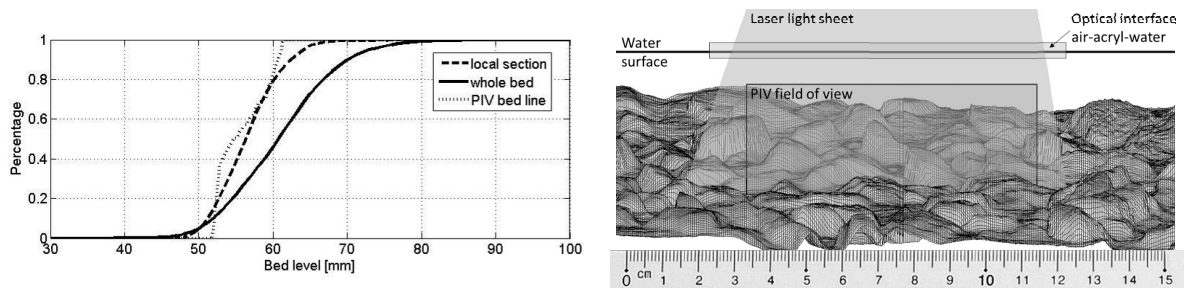 1
0.8
0.6
0.4
0.2
0
Percentage
30 40 50 60 70 80 90 100
Bed level [mm]
local section
whole bed
PIV bed line
Laser light sheet
Optical interface
air-acryl-water
Water
surface
PIV field of view
0 cm 1 2 3 4 5 6 7 8 9 10 11 12 13 14 15